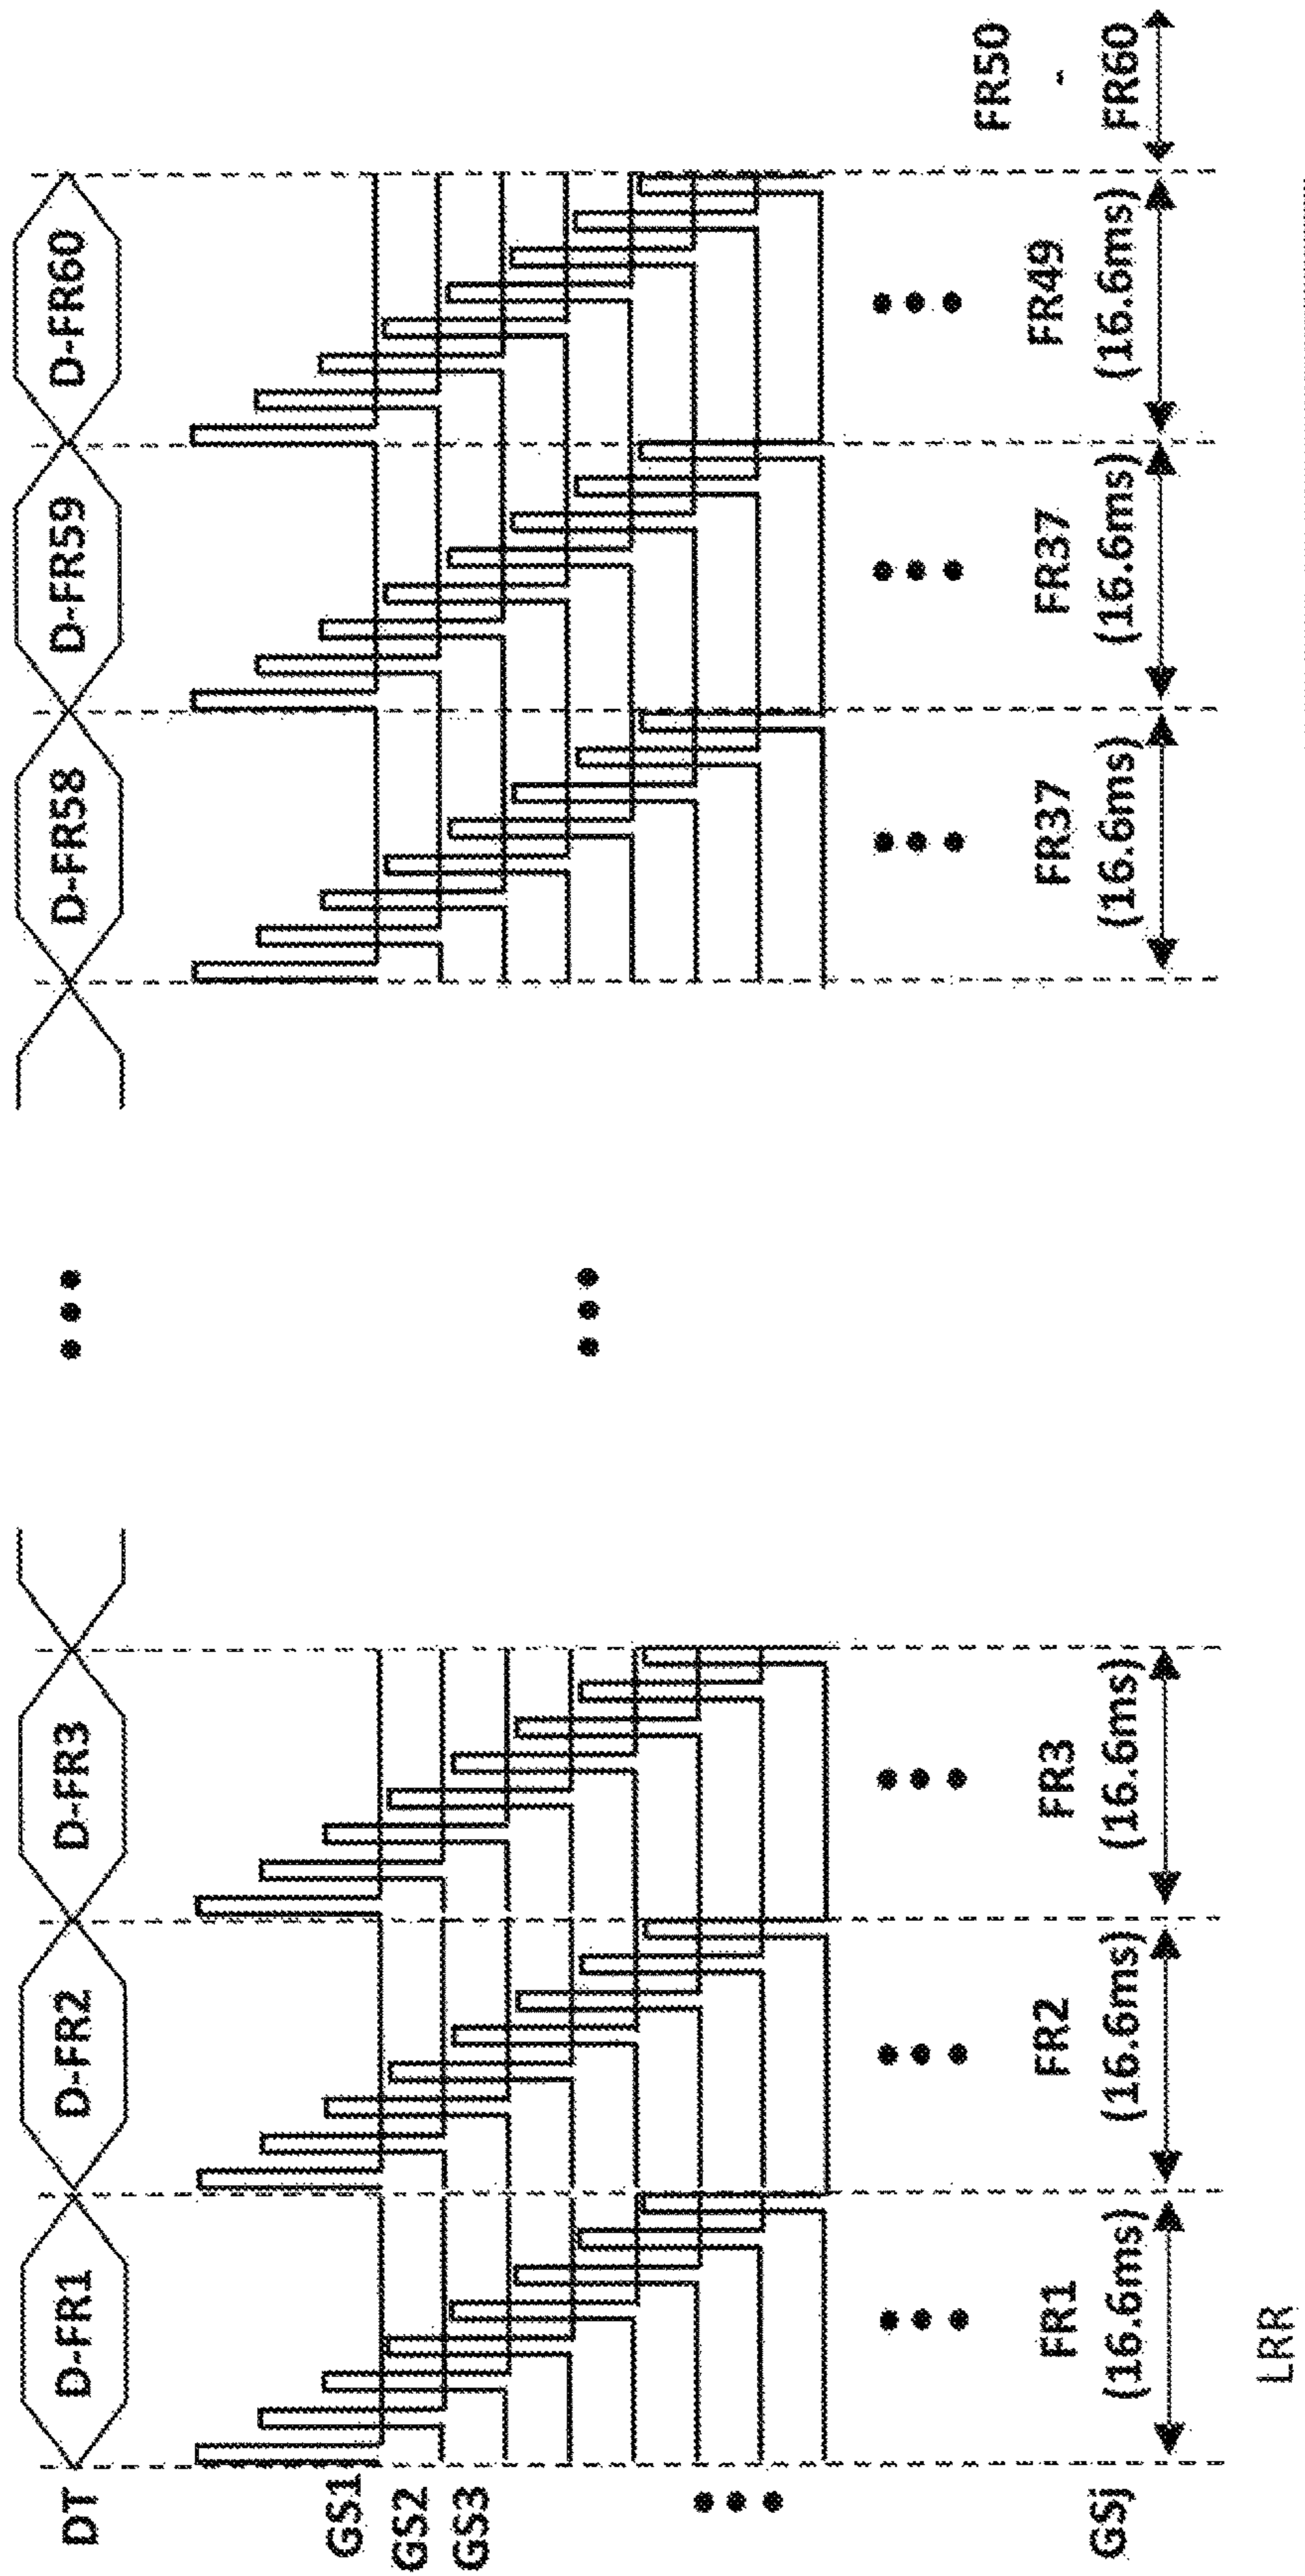 DT
D-FR1
D-FR2
D-FR3
D-FR58
D-FR59
D-FR60
GS1
GS2
GS3
GSj
FR1
(16.6ms)
FR2
(16.6ms)
FR3
(16.6ms)
FR37
(16.6ms)
FR37
(16.6ms)
FR49
(16.6ms)
FR50
-
FR60
LRR